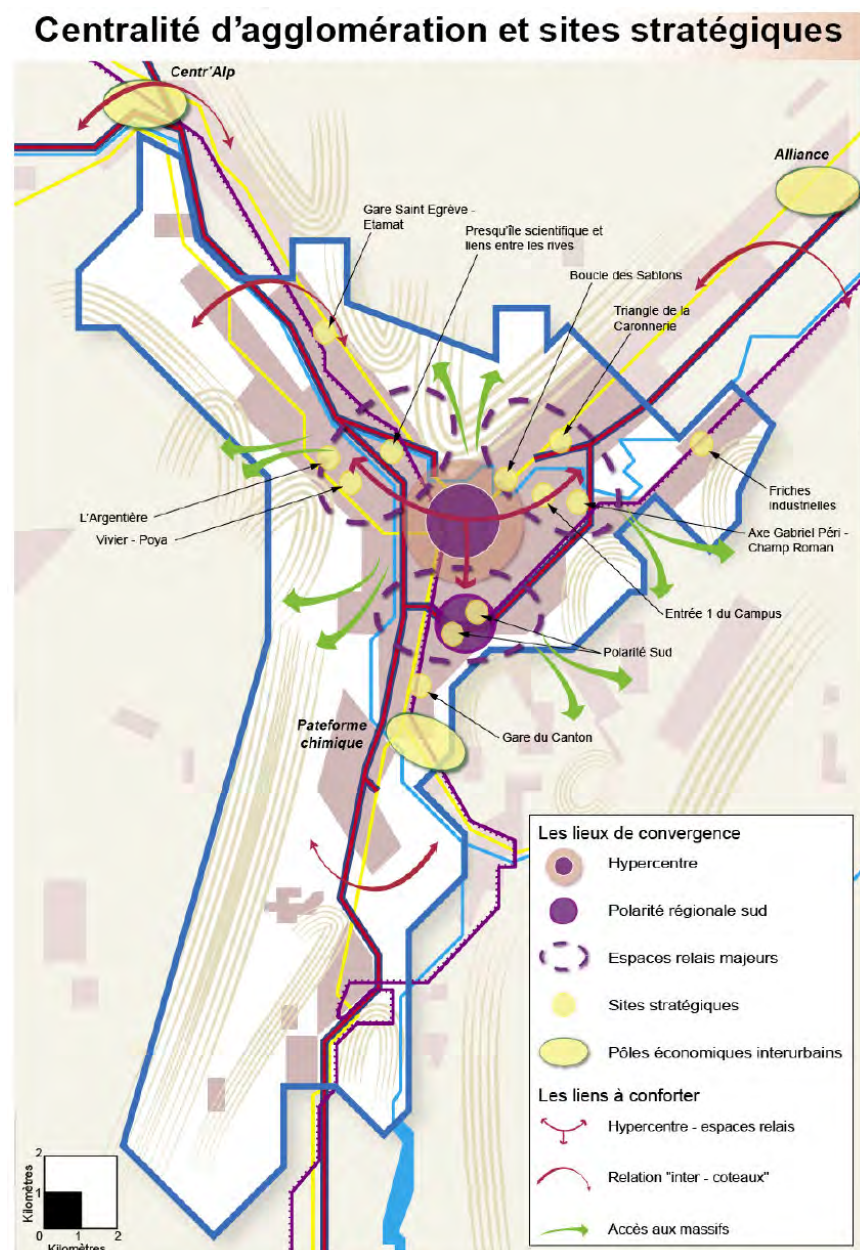 Centralité d'agglomération et sites stratégiques
Centr'Alp
Alliance
Gare Saint Egrève -
Etamat
Presqu'île scientifique et
liens entre les rives
Boucle des Sablons
Triangle de la
Caronnerie
L'Argentière
Vivier - Poya
Friches
industrielles
Axe Gabriel Péri -
Champ Roman
Entrée 1 du Campus
Polarité Sud
Gare du Canton
Pateforme
chimique
Les lieux de convergence
Hypercentre
Polarité régionale sud
Espaces relais majeurs
Sites stratégiques
Pôles économiques interurbains
Les liens à conforter
Hypercentre - espaces relais
Relation "inter - coteaux"
Accès aux massifs
2
1
0 1 2
Kilomètres
Kilomètres